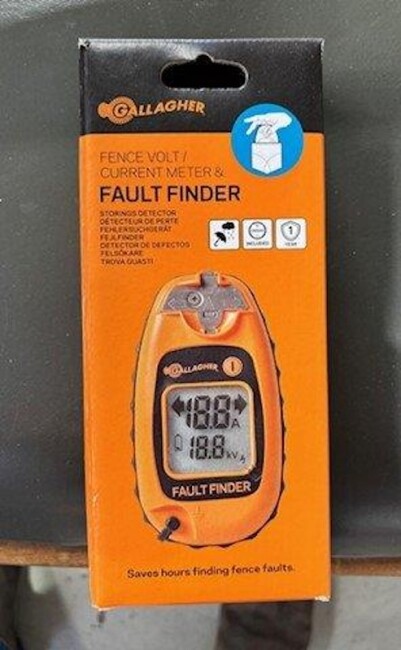 GALLAGHER
FENCE VOLT/
CURRENT METER &
FAULT FINDER
STORINGS DETECTOR
DÉTECTEUR DE PERTE
FEHLERSUCHGERÄT
FEJLFINDER
DETECTOR DE DEFECTOS
FELSÖKARE
TROVA GUASTI
INCLUDED
1
YEAR
GALLAGHER
18.8 A
18.8 kV
FAULT FINDER
Saves hours finding fence faults.